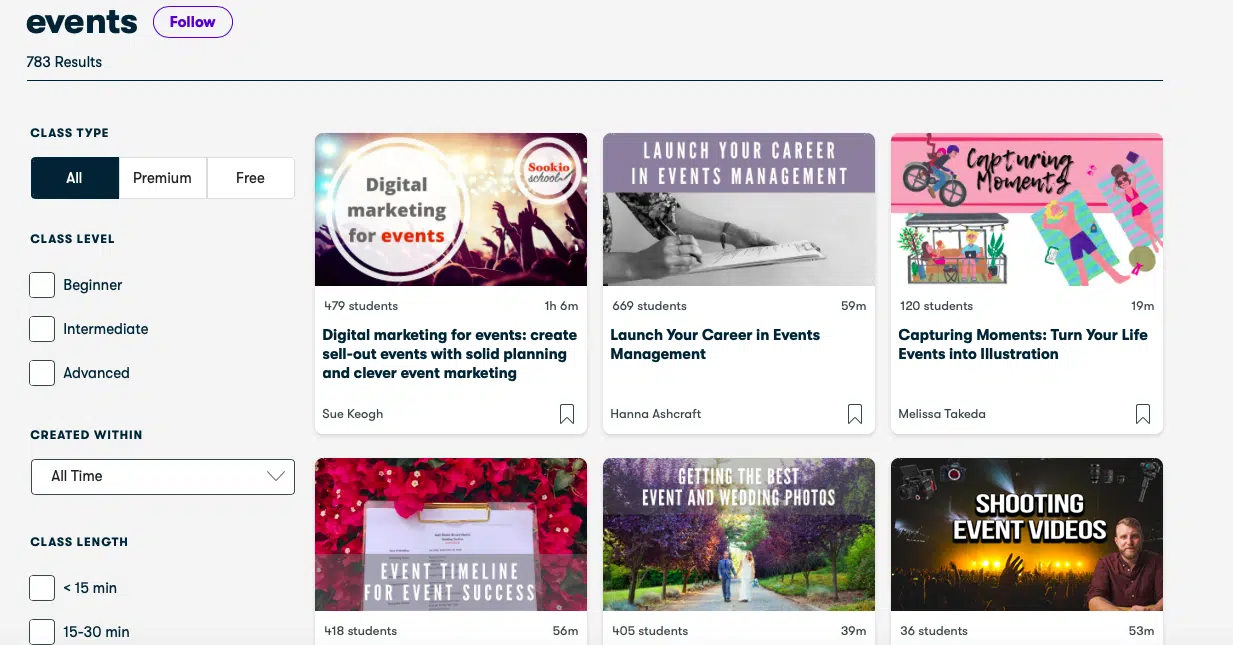 events
Follow
783 Results
CLASS TYPE
All
Premium
Free
CLASS LEVEL
Beginner
Intermediate
Advanced
CREATED WITHIN
All Time
CLASS LENGTH
< 15 min
15-30 min
Digital
marketing
for events
Sookio
school
479 students
1h 6m
Digital marketing for events: create
sell-out events with solid planning
and clever event marketing
Sue Keogh
LAUNCH YOUR CAREER
IN EVENTS MANAGEMENT
669 students
59m
Launch Your Career in Events
Management
Hanna Ashcraft
Capturing
Moments
120 students
19m
Capturing Moments: Turn Your Life
Events into Illustration
Melissa Takeda
EVENT TIMELINE
FOR EVENT SUCCESS
418 students
56m
GETTING THE BEST
EVENT AND WEDDING PHOTOS
405 students
39m
SHOOTING
EVENT VIDEOS
36 students
53m